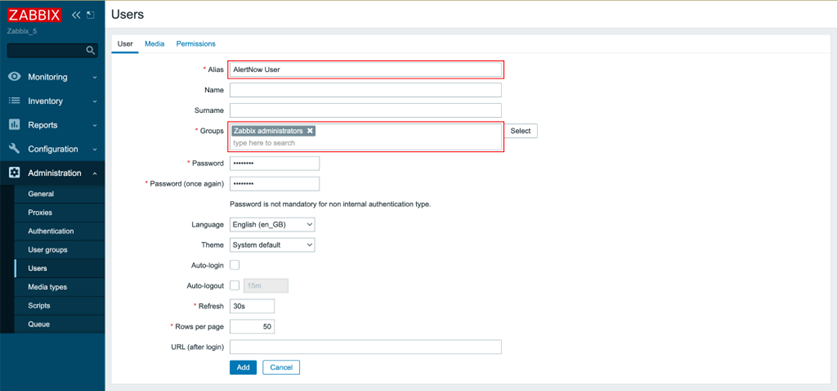 ZABBIX
Users
Zabbix_5
User Media Permissions
Monitoring
Inventory
Reports
Configuration
Administration
General
Proxies
Authentication
User groups
Users
Media types
Scripts
Queue
* Alias AlertNow User
Name
Surname
* Groups Zabbix administrators Select
type here to search
* Password ••••••••
* Password (once again) ••••••••
Password is not mandatory for non internal authentication type.
Language English (en_GB)
Theme System default
Auto-login
Auto-logout 15m
* Refresh 30s
* Rows per page 50
URL (after login)
Add Cancel